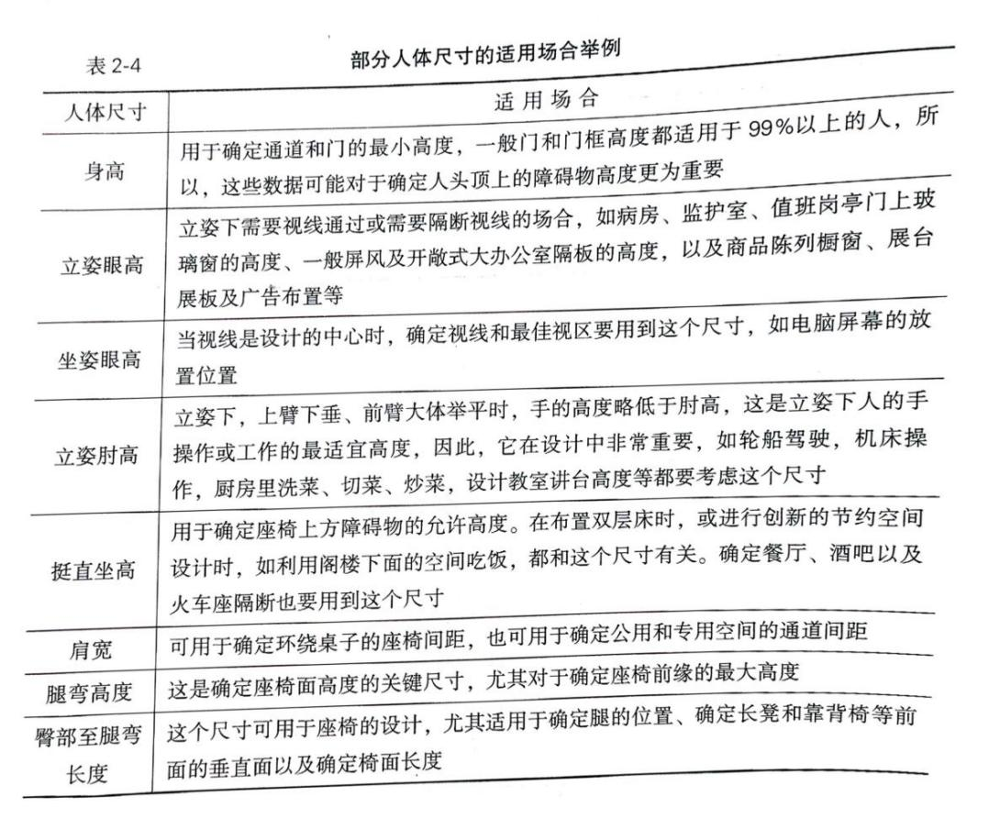 表2-4
部分人体尺寸的适用场合举例
人体尺寸
适用场合
身高
用于确定通道和门的最小高度，一般门和门框高度都适用于99%以上的人，所
以，这些数据可能对于确定人头顶上的障碍物高度更为重要
立姿眼高
立姿下需要视线通过或需要隔断视线的场合，如病房、监护室、值班岗亭门上玻
璃窗的高度、一般屏风及开敞式大办公室隔板的高度，以及商品陈列橱窗、展台
展板及广告布置等
坐姿眼高
当视线是设计的中心时，确定视线和最佳视区要用到这个尺寸，如电脑屏幕的放
置位置
立姿肘高
立姿下，上臂下垂、前臂大体举平时，手的高度略低于肘高，这是立姿下人的手
操作或工作的最适宜高度，因此，它在设计中非常重要，如轮船驾驶，机床操
作，厨房里洗菜、切菜、炒菜，设计教室讲台高度等都要考虑这个尺寸
挺直坐高
用于确定座椅上方障碍物的允许高度。在布置双层床时，或进行创新的节约空间
设计时，如利用阁楼下面的空间吃饭，都和这个尺寸有关。确定餐厅、酒吧以及
火车座隔断也要用到这个尺寸
肩宽
可用于确定环绕桌子的座椅间距，也可用于确定公用和专用空间的通道间距
腿弯高度
这是确定座椅面高度的关键尺寸，尤其对于确定座椅前缘的最大高度
臀部至腿弯
长度
这个尺寸可用于座椅的设计，尤其适用于确定腿的位置、确定长凳和靠背椅等前
面的垂直面以及确定椅面长度